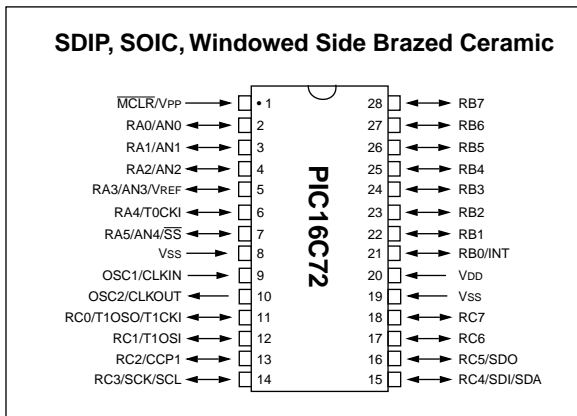 SDIP, SOIC, Windowed Side Brazed Ceramic
MCLR/VPP • 1 28 RB7
RA0/AN0 2 27 RB6
RA1/AN1 3 26 RB5
RA2/AN2 4 25 RB4
RA3/AN3/VREF 5 24 RB3
RA4/T0CKI 6 23 RB2
RA5/AN4/SS 7 22 RB1
VSS 8 21 RB0/INT
OSC1/CLKIN 9 20 VDD
OSC2/CLKOUT 10 19 VSS
RC0/T1OSO/T1CKI 11 18 RC7
RC1/T1OSI 12 17 RC6
RC2/CCP1 13 16 RC5/SDO
RC3/SCK/SCL 14 15 RC4/SDI/SDA
PIC16C72